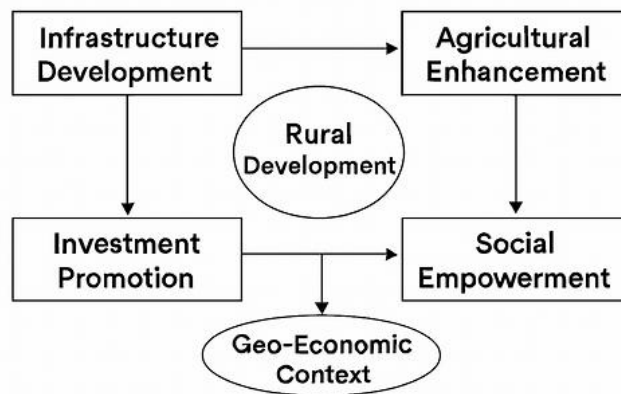 Infrastructure
Development
Agricultural
Enhancement
Rural
Development
Investment
Promotion
Social
Empowerment
Geo-Economic
Context